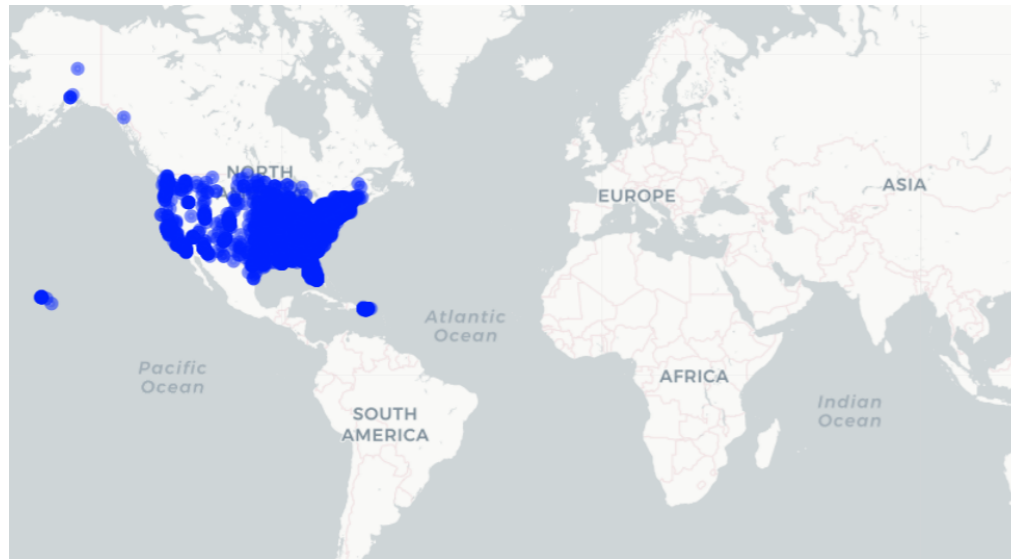 NORTH
EUROPE
ASIA
Atlantic
Ocean
Pacific
Ocean
AFRICA
Indian
Ocean
SOUTH
AMERICA